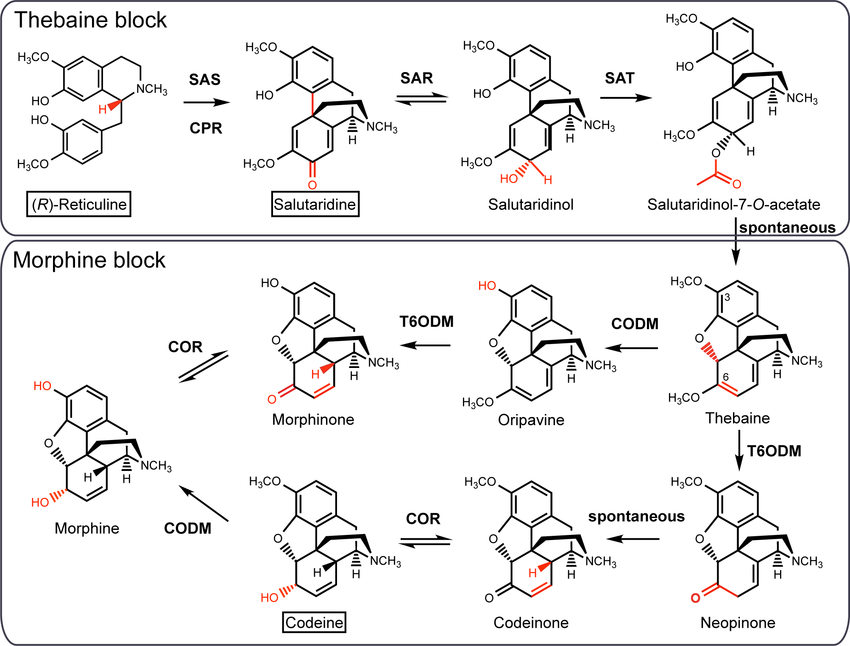 Thebaine block
H₃CO
HO
H
NCH₃
HO
H₃CO
(R)-Reticuline
SAS
CPR
H₃CO
HO
H₃CO
O
NCH₃
H
Salutaridine
SAR
H₃CO
HO
H₃CO
HO
H
NCH₃
H
Salutaridinol
SAT
H₃CO
HO
H₃CO
H
O
O
NCH₃
H
Salutaridinol-7-O-acetate
spontaneous
Morphine block
HO
O
O
H
H
NCH₃
Morphinone
T6ODM
HO
O
H₃CO
NCH₃
H
Oripavine
CODM
H₃CO
3
O
6
H₃CO
NCH₃
H
Thebaine
COR
HO
O
HO
H
H
NCH₃
Morphine
CODM
T6ODM
H₃CO
O
HO
H
H
NCH₃
Codeine
COR
H₃CO
O
O
H
H
NCH₃
Codeinone
spontaneous
H₃CO
O
O
NCH₃
H
Neopinone